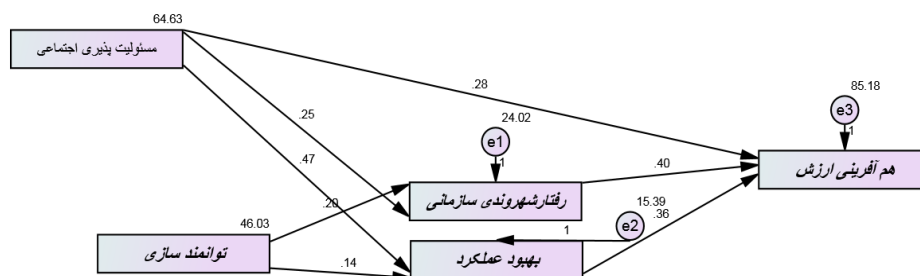 64.63
مسئولیت پذیری اجتماعی
.28
85.18
e3
1
.25
24.02
e1
1
.47
.40
هم آفرینی ارزش
.20
رفتارشهروندی سازمانی
15.39
.36
e2
46.03
توانمند سازی
1
بهبود عملکرد
.14